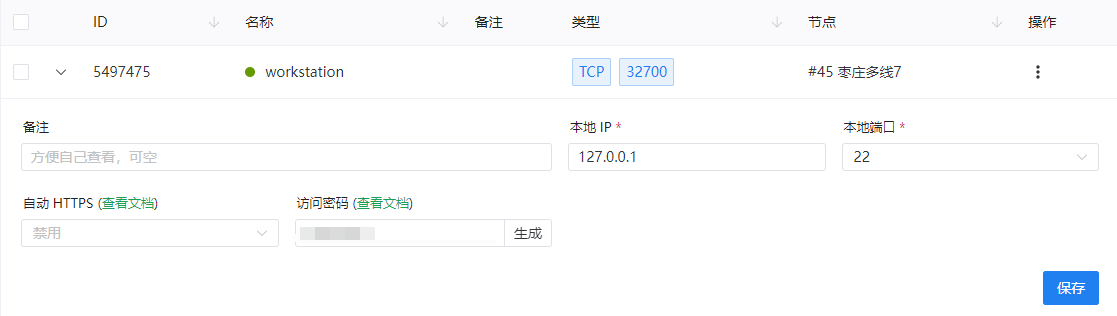 ID 名称 备注 类型 节点 操作
5497475 workstation TCP 32700 #45 枣庄多线7
备注 本地 IP * 本地端口 *
方便自己查看，可空 127.0.0.1 22
自动 HTTPS (查看文档) 访问密码 (查看文档)
禁用 生成
保存